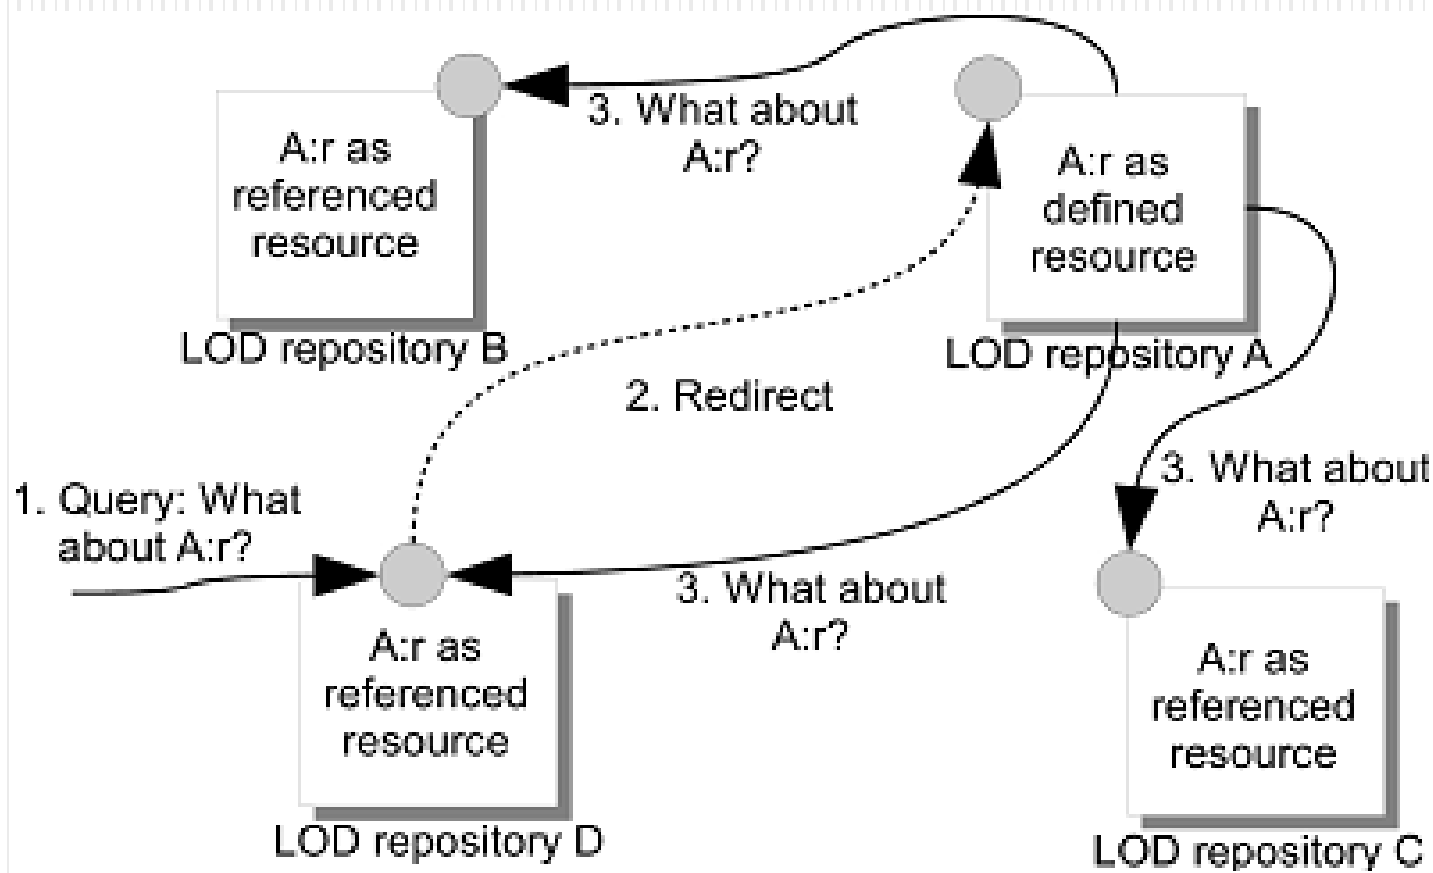 3. What about
A:r?
A:r as
referenced
resource
LOD repository B
A:r as
defined
resource
LOD repository A
2. Redirect
1. Query: What
about A:r?
3. What about
A:r?
3. What about
A:r?
A:r as
referenced
resource
LOD repository D
A:r as
referenced
resource
LOD repository C